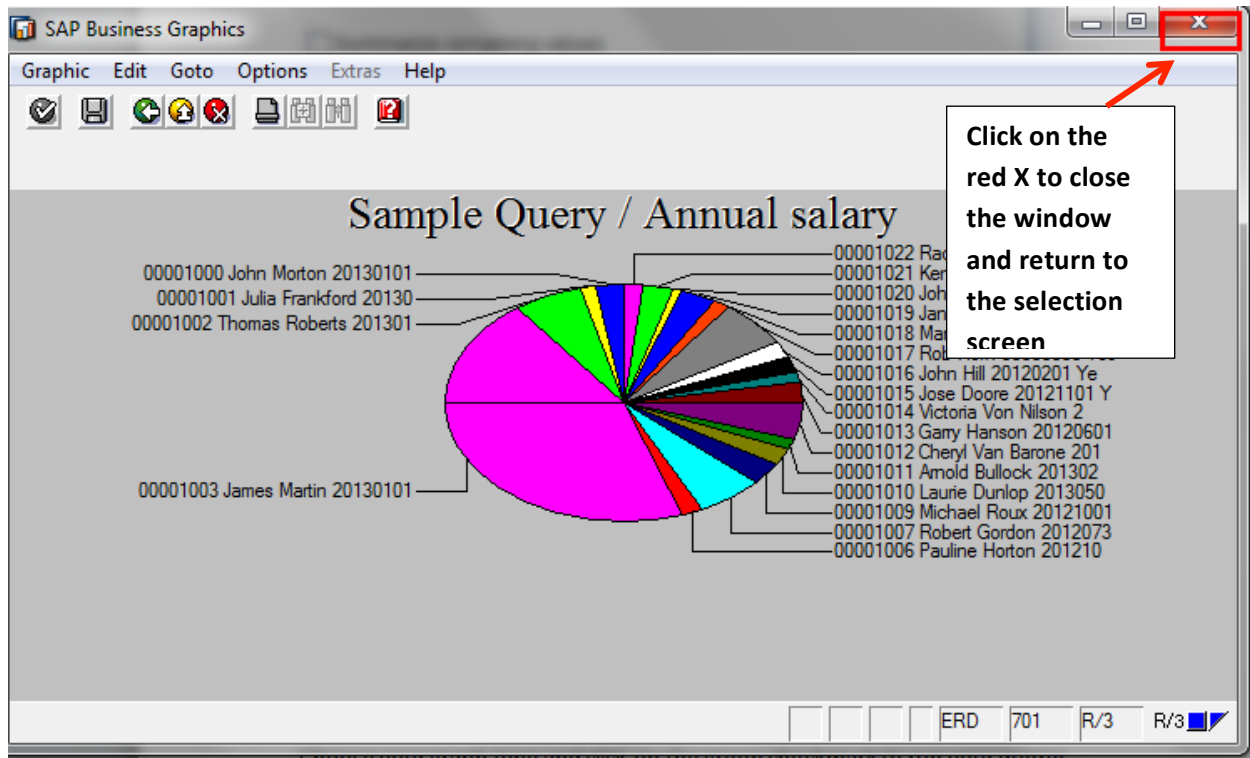 SAP Business Graphics
Graphic Edit Goto Options Extras Help
Click on the
red X to close
the window
and return to
the selection
screen
Sample Query / Annual salary
00001000 John Morton 20130101
00001001 Julia Frankford 20130
00001002 Thomas Roberts 201301
00001003 James Martin 20130101
00001022
00001021
00001020
00001019
00001018
00001017
00001016 John Hill 20120201 Ye
00001015 Jose Doore 20121101 Y
00001014 Victoria Von Nilson 2
00001013 Garry Hanson 20120601
00001012 Cheryl Van Barone 201
00001011 Arnold Bullock 201302
00001010 Laurie Dunlop 2013050
00001009 Michael Roux 20121001
00001007 Robert Gordon 2012073
00001006 Pauline Horton 201210
ERD 701 R/3 R/3